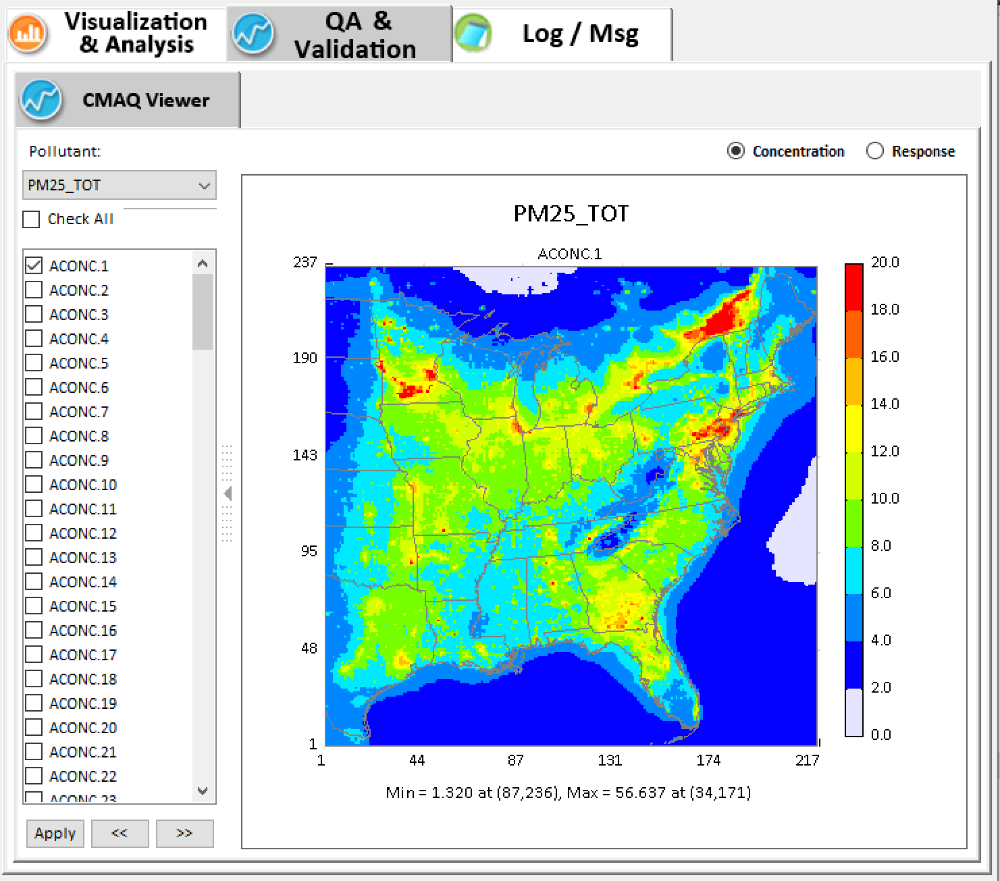 Visualization
& Analysis
QA &
Validation
Log / Msg
CMAQ Viewer
Pollutant:
Concentration
Response
PM25_TOT
Check All
ACONC.1
ACONC.2
ACONC.3
ACONC.4
ACONC.5
ACONC.6
ACONC.7
ACONC.8
ACONC.9
ACONC.10
ACONC.11
ACONC.12
ACONC.13
ACONC.14
ACONC.15
ACONC.16
ACONC.17
ACONC.18
ACONC.19
ACONC.20
ACONC.21
ACONC.22
ACONC.23
Apply
<<
>>
PM25_TOT
ACONC.1
237
190
143
95
48
1
1
44
87
131
174
217
20.0
18.0
16.0
14.0
12.0
10.0
8.0
6.0
4.0
2.0
0.0
Min = 1.320 at (87,236), Max = 56.637 at (34,171)